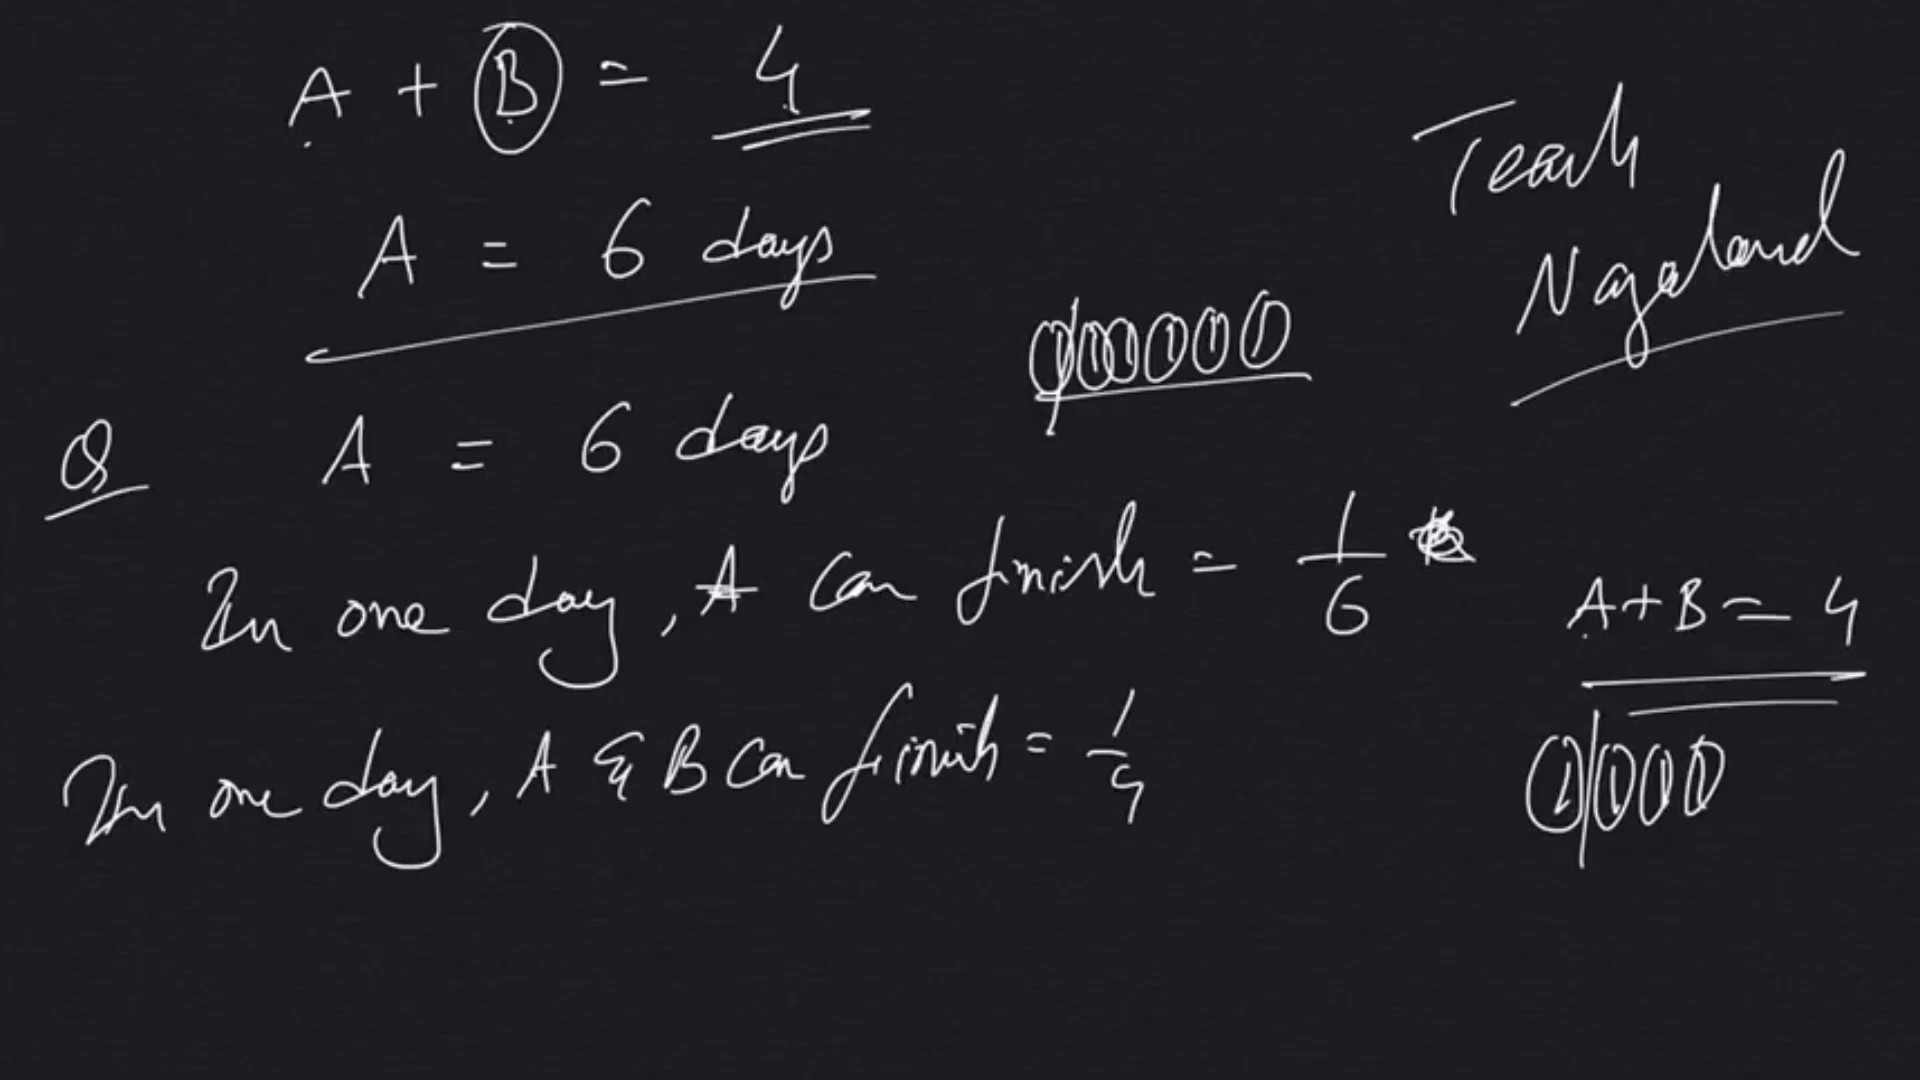 A + B = 4
A = 6 days
Teach
Nagaland
Q A = 6 days
In one day, A can finish = 1/6
A+B = 4
In one day, A & B can finish = 1/4